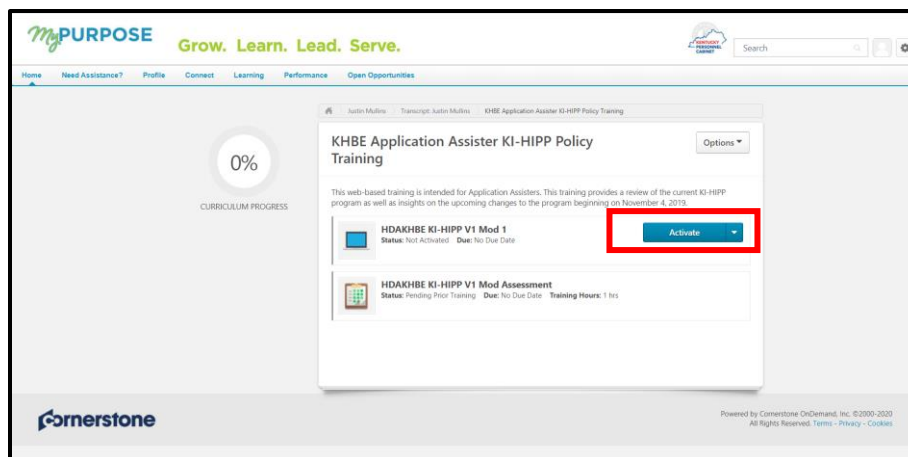 MyPURPOSE
Grow. Learn. Lead. Serve.
KENTUCKY
PERSONNEL
CABINET
Search
Home Need Assistance? Profile Connect Learning Performance Open Opportunities
Justin Mullins Transcript: Justin Mullins KHBE Application Assister KI-HIPP Policy Training
KHBE Application Assister KI-HIPP Policy
Training
Options
0%
CURRICULUM PROGRESS
This web-based training is intended for Application Assisters. This training provides a review of the current KI-HIPP
program as well as insights on the upcoming changes to the program beginning on November 4, 2019.
HDAKHBE KI-HIPP V1 Mod 1
Status: Not Activated Due: No Due Date
Activate
HDAKHBE KI-HIPP V1 Mod Assessment
Status: Pending Prior Training Due: No Due Date Training Hours: 1 hrs
Cornerstone
Powered by Cornerstone OnDemand, Inc. ©2000-2020
All Rights Reserved. Terms - Privacy - Cookies